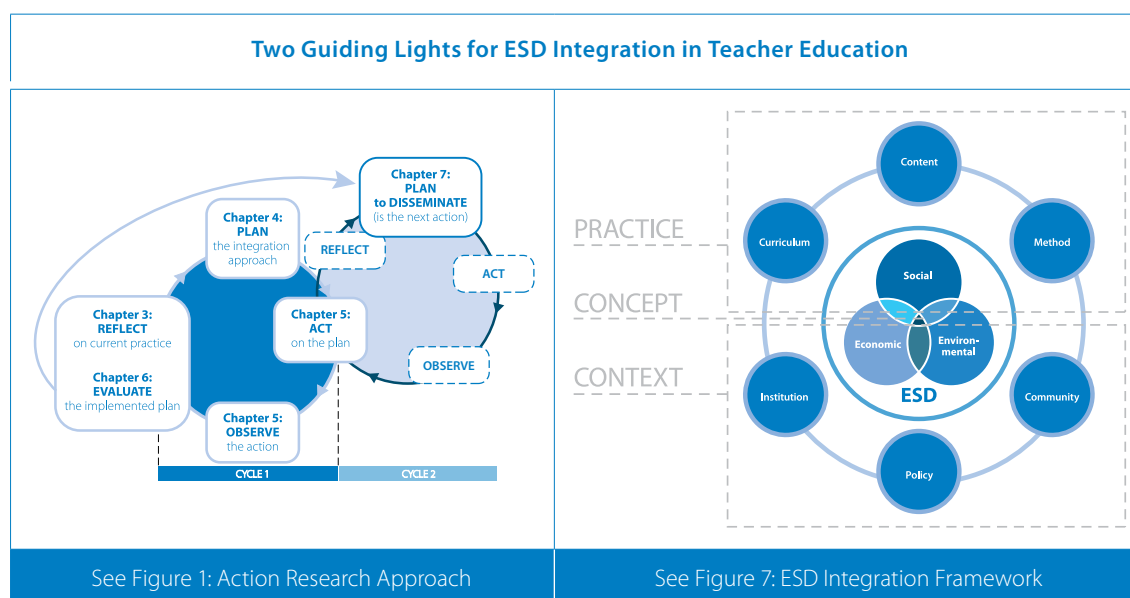 Two Guiding Lights for ESD Integration in Teacher Education
Chapter 7:
PLAN
to DISSEMINATE
(is the next action)
Chapter 4:
PLAN
the integration
approach
REFLECT
ACT
Chapter 3:
REFLECT
on current practice
Chapter 6:
EVALUATE
the implemented plan
Chapter 5:
ACT
on the plan
OBSERVE
Chapter 5:
OBSERVE
the action
CYCLE 1
CYCLE 2
See Figure 1: Action Research Approach
PRACTICE
CONCEPT
CONTEXT
Content
Curriculum
Method
Social
Economic
Environ-
mental
ESD
Institution
Community
Policy
See Figure 7: ESD Integration Framework